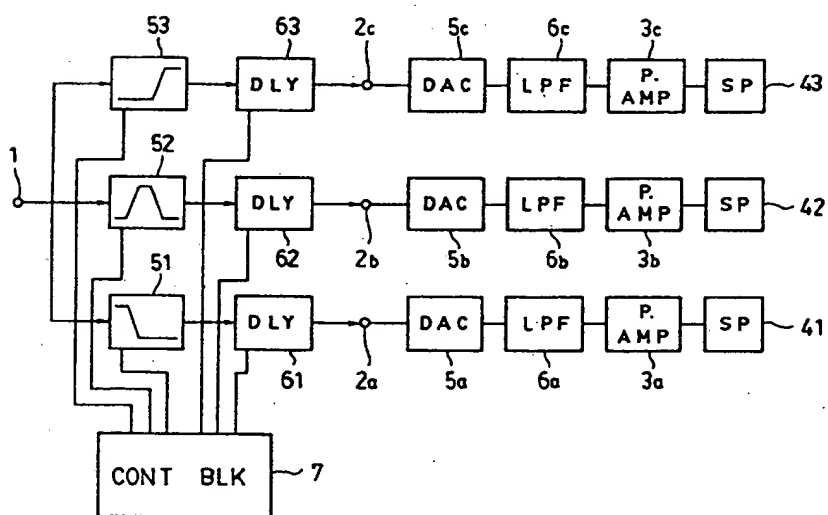 53 63 2c 5c 6c 3c
DLY DAC LPF P. AMP SP 43
1 52
DLY DAC LPF P. AMP SP 42
62 2b 5b 6b 3b
51
DLY DAC LPF P. AMP SP 41
61 2a 5a 6a 3a
CONT BLK 7